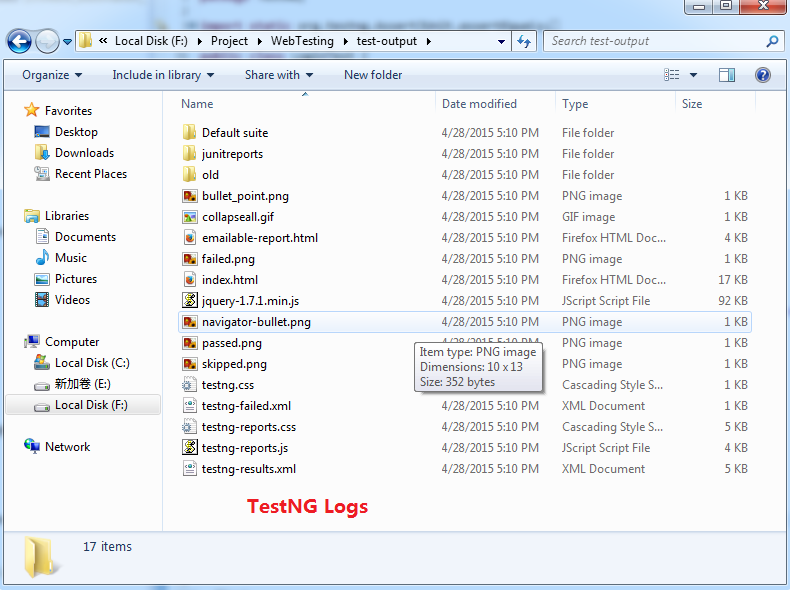 Local Disk (F:) Project WebTesting test-output
Search test-output
Organize Include in library Share with New folder
Name Date modified Type Size
Favorites
Desktop
Downloads
Recent Places
Libraries
Documents
Music
Pictures
Videos
Computer
Local Disk (C:)
新加卷 (E:)
Local Disk (F:)
Network
Default suite 4/28/2015 5:10 PM File folder
junitreports 4/28/2015 5:10 PM File folder
old 4/28/2015 5:10 PM File folder
bullet_point.png 4/28/2015 5:10 PM PNG image 1 KB
collapseall.gif 4/28/2015 5:10 PM GIF image 1 KB
emailable-report.html 4/28/2015 5:10 PM Firefox HTML Doc... 4 KB
failed.png 4/28/2015 5:10 PM PNG image 1 KB
index.html 4/28/2015 5:10 PM Firefox HTML Doc... 17 KB
jquery-1.7.1.min.js 4/28/2015 5:10 PM JScript Script File 92 KB
navigator-bullet.png 4/28/2015 5:10 PM PNG image 1 KB
passed.png 4/28/2015 5:10 PM PNG image 1 KB
skipped.png PNG image 1 KB
testng.css Cascading Style S... 1 KB
testng-failed.xml 4/28/2015 5:10 PM XML Document 1 KB
testng-reports.css 4/28/2015 5:10 PM Cascading Style S... 5 KB
testng-reports.js 4/28/2015 5:10 PM JScript Script File 4 KB
testng-results.xml 4/28/2015 5:10 PM XML Document 5 KB
Item type: PNG image
Dimensions: 10 x 13
Size: 352 bytes
TestNG Logs
17 items